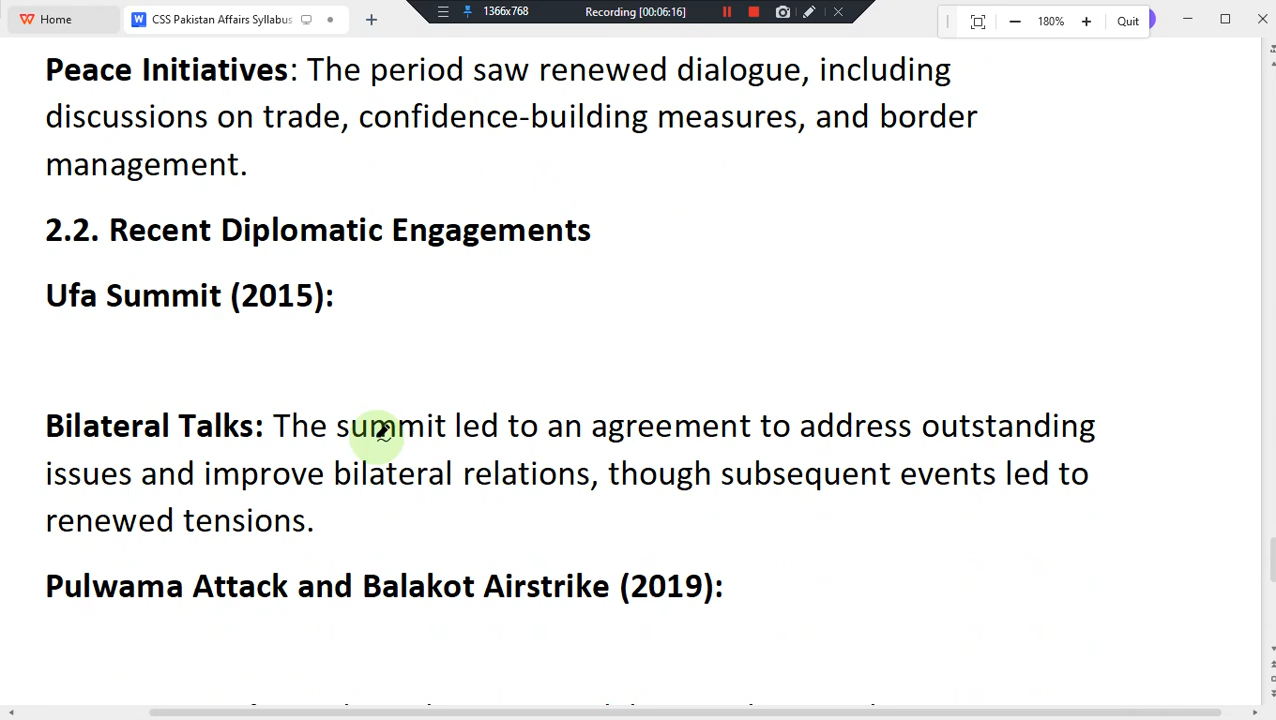 Home
CSS Pakistan Affairs Syllabus
1366x768
Recording [00:06:16]
180%
Quit
Peace Initiatives: The period saw renewed dialogue, including
discussions on trade, confidence-building measures, and border
management.
2.2. Recent Diplomatic Engagements
Ufa Summit (2015):
Bilateral Talks: The summit led to an agreement to address outstanding
issues and improve bilateral relations, though subsequent events led to
renewed tensions.
Pulwama Attack and Balakot Airstrike (2019):